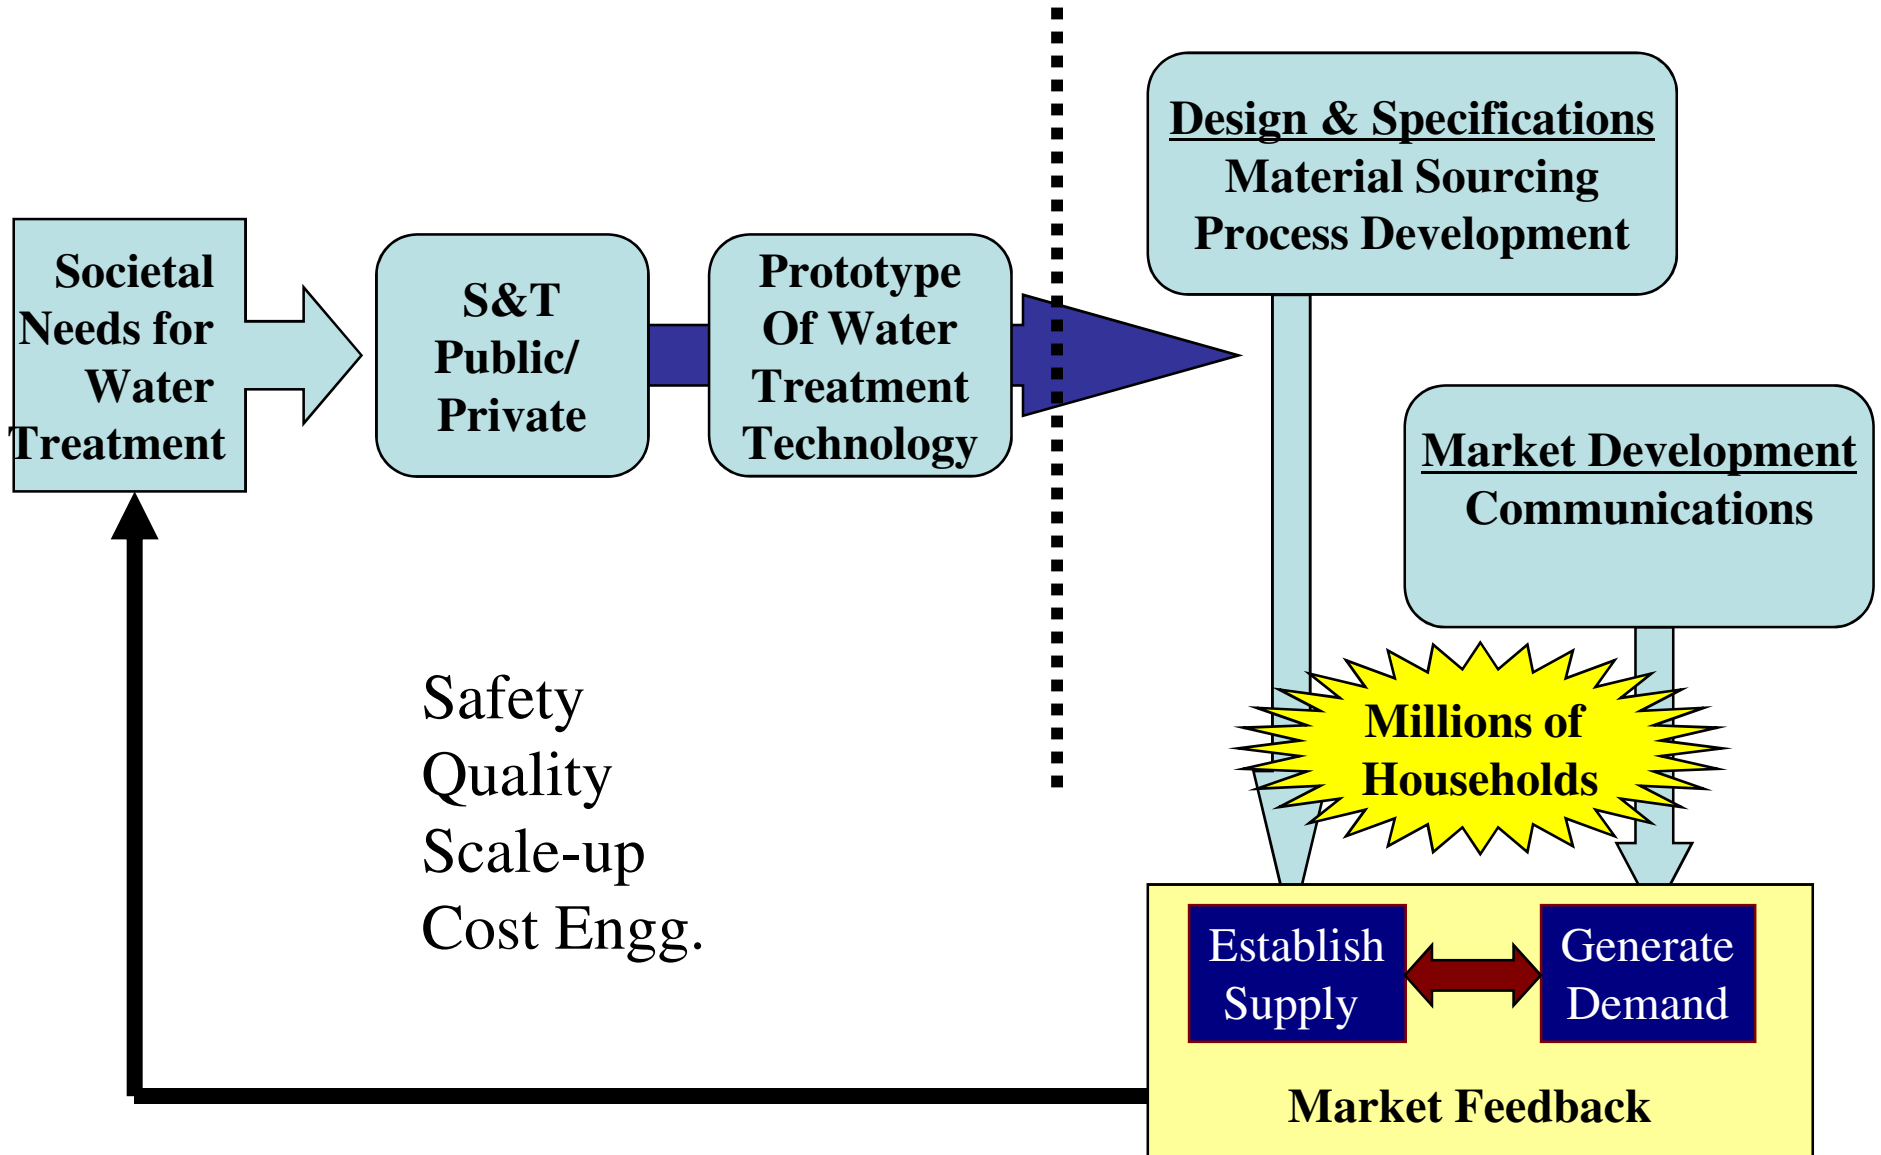 Societal
Needs for
Water
Treatment
S&T
Public/
Private
Prototype
Of Water
Treatment
Technology
Design & Specifications
Material Sourcing
Process Development
Market Development
Communications
Safety
Quality
Scale-up
Cost Engg.
Millions of
Households
Establish
Supply
Generate
Demand
Market Feedback